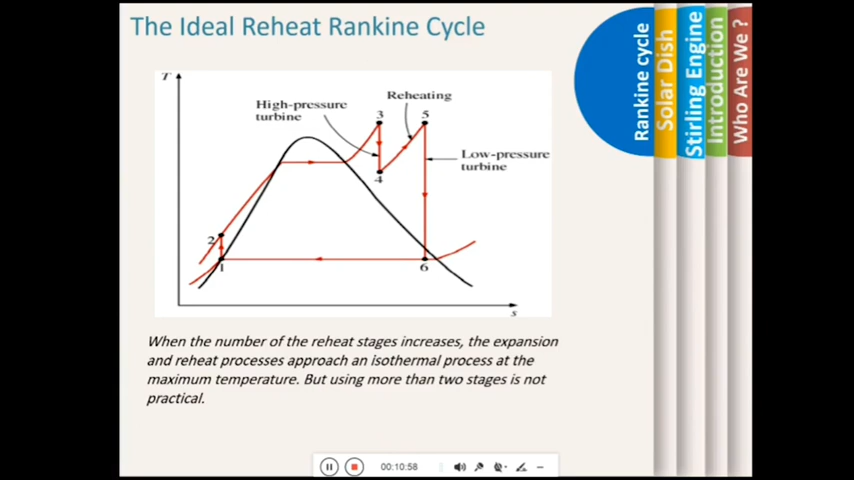 The Ideal Reheat Rankine Cycle
T
High-pressure
turbine
Reheating
3
5
Low-pressure
turbine
4
2
1
6
s
When the number of the reheat stages increases, the expansion
and reheat processes approach an isothermal process at the
maximum temperature. But using more than two stages is not
practical.
Rankine cycle
Solar Dish
Stirling Engine
Introduction
Who Are We ?
00:10:58